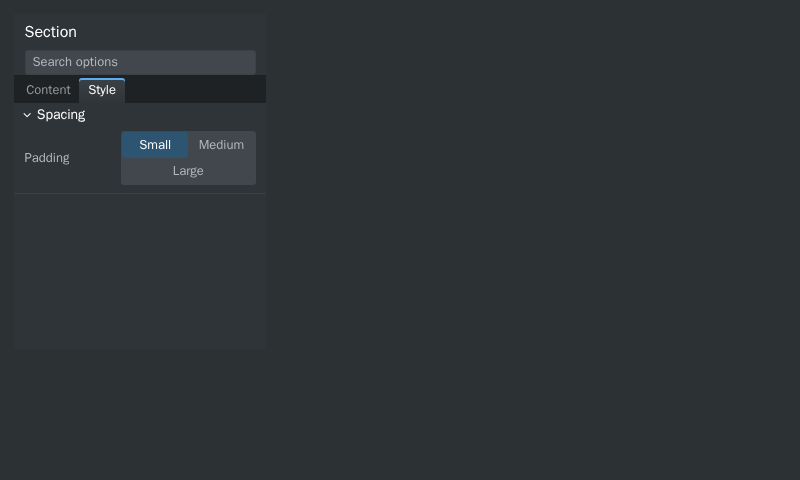 Section
Search options
Content Style
Spacing
Padding Small Medium
Large